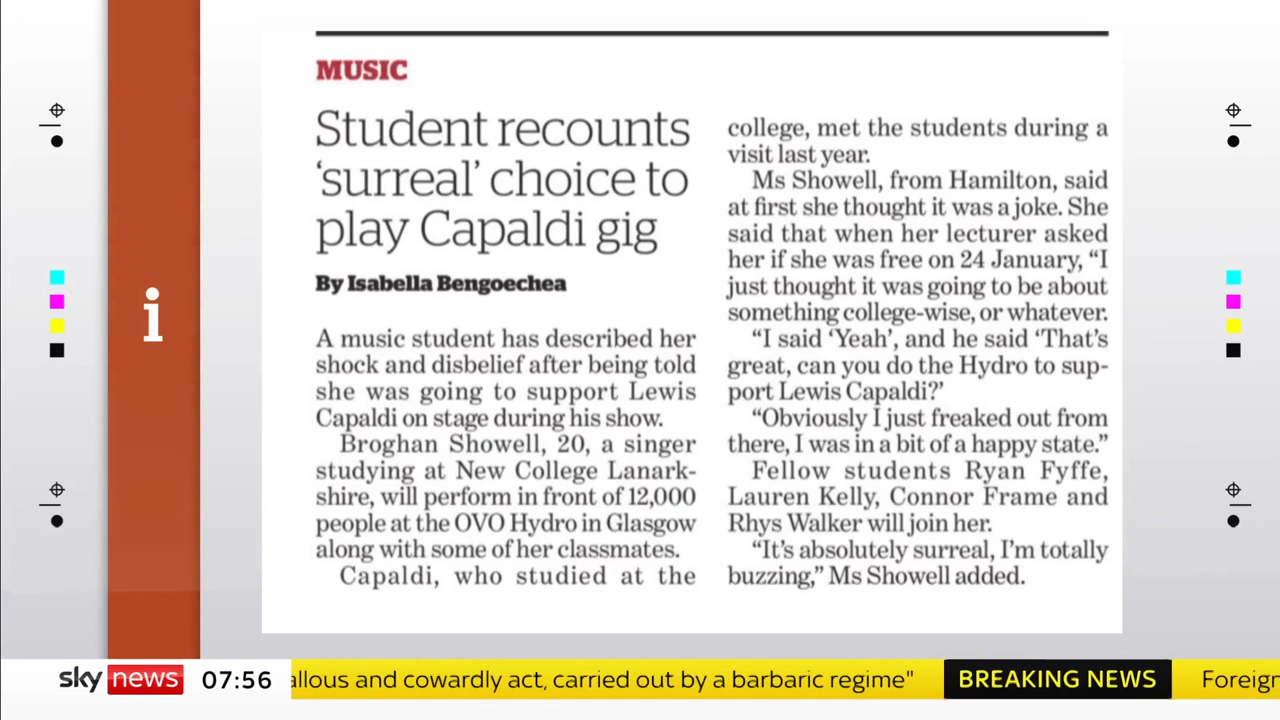 MUSIC
Student recounts
‘surreal’ choice to
play Capaldi gig
By Isabella Bengoechea
A music student has described her
shock and disbelief after being told
she was going to support Lewis
Capaldi on stage during his show.
Broghan Showell, 20, a singer
studying at New College Lanark-
shire, will perform in front of 12,000
people at the OVO Hydro in Glasgow
along with some of her classmates.
Capaldi, who studied at the
college, met the students during a
visit last year.
Ms Showell, from Hamilton, said
at first she thought it was a joke. She
said that when her lecturer asked
her if she was free on 24 January, “I
just thought it was going to be about
something college-wise, or whatever.
“I said ‘Yeah’, and he said ‘That’s
great, can you do the Hydro to sup-
port Lewis Capaldi?’
“Obviously I just freaked out from
there, I was in a bit of a happy state.”
Fellow students Ryan Fyffe,
Lauren Kelly, Connor Frame and
Rhys Walker will join her.
“It’s absolutely surreal, I’m totally
buzzing,” Ms Showell added.
i
sky news 07:56 allous and cowardly act, carried out by a barbaric regime" BREAKING NEWS Foreign